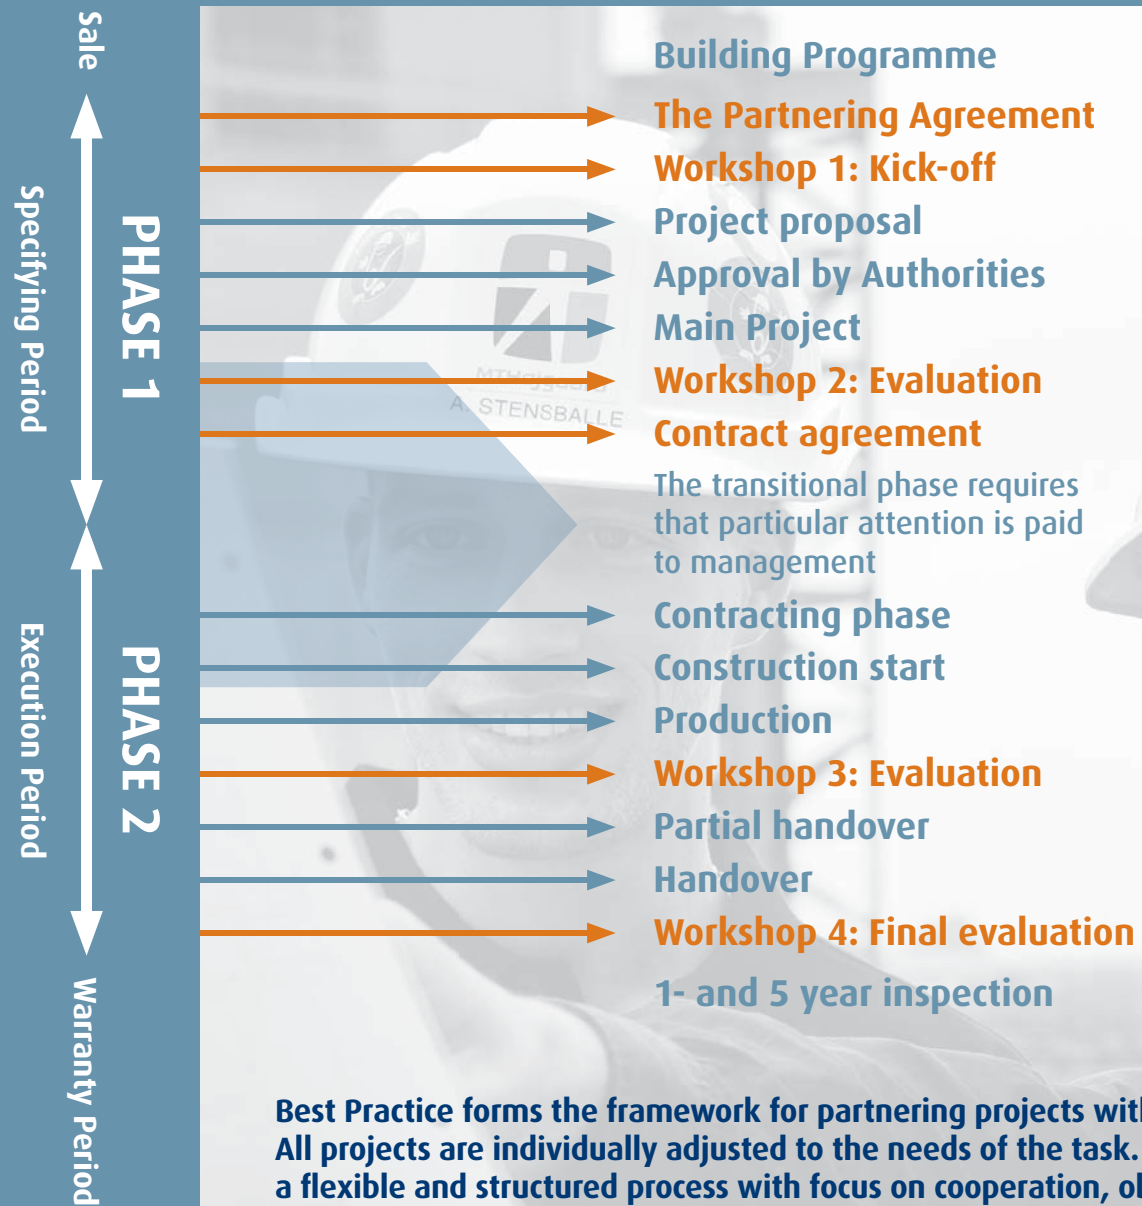 Sale
Specifying Period
PHASE 1
Execution Period
PHASE 2
Warranty Period
Building Programme
The Partnering Agreement
Workshop 1: Kick-off
Project proposal
Approval by Authorities
Main Project
Workshop 2: Evaluation
Contract agreement
The transitional phase requires
that particular attention is paid
to management
Contracting phase
Construction start
Production
Workshop 3: Evaluation
Partial handover
Handover
Workshop 4: Final evaluation
1- and 5 year inspection
A. STENSBALLE
Best Practice forms the framework for partnering projects with
All projects are individually adjusted to the needs of the task.
a flexible and structured process with focus on cooperation,